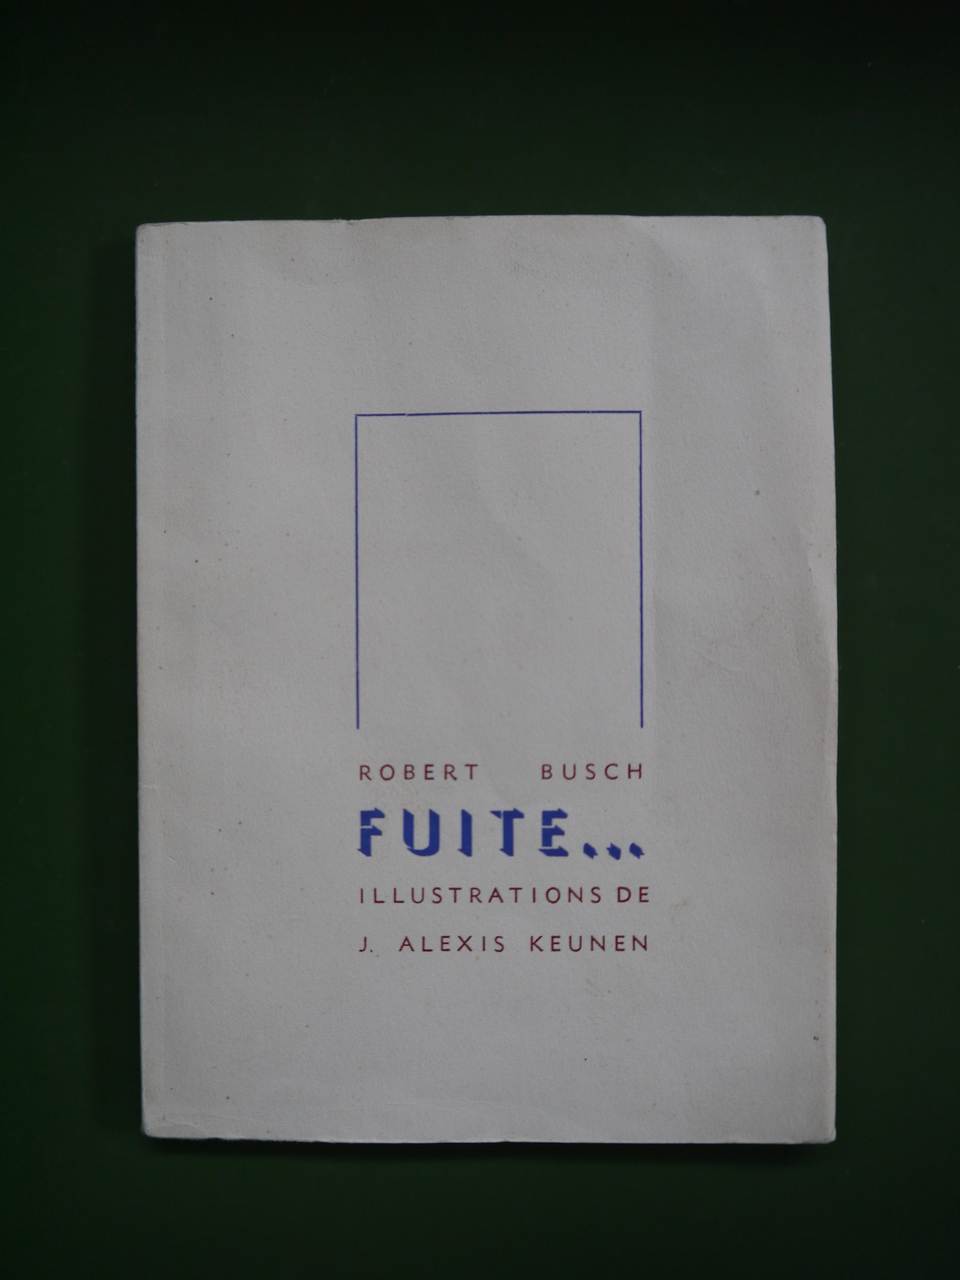 ROBERT BUSCH
FUITE...
ILLUSTRATIONS DE
J. ALEXIS KEUNEN